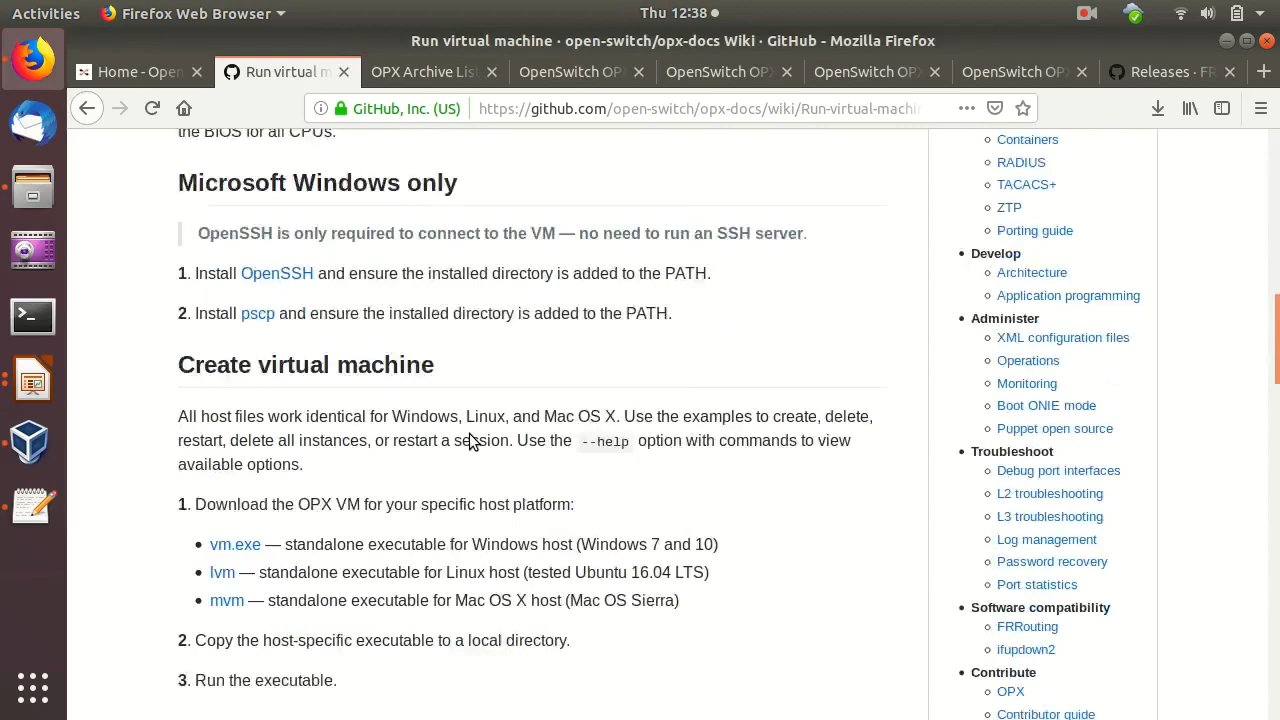 Activities
Firefox Web Browser
Thu 12:38
Run virtual machine · open-switch/opx-docs Wiki · GitHub - Mozilla Firefox
Home - Open
Run virtual m
OPX Archive Lis
OpenSwitch OP
OpenSwitch OP
OpenSwitch OP
OpenSwitch OP
Releases · FR
GitHub, Inc. (US)
https://github.com/open-switch/opx-docs/wiki/Run-virtual-machin
the BIOS for all CPUs.
Microsoft Windows only
OpenSSH is only required to connect to the VM — no need to run an SSH server.
1. Install OpenSSH and ensure the installed directory is added to the PATH.
2. Install pscp and ensure the installed directory is added to the PATH.
Create virtual machine
All host files work identical for Windows, Linux, and Mac OS X. Use the examples to create, delete,
restart, delete all instances, or restart a session. Use the --help option with commands to view
available options.
1. Download the OPX VM for your specific host platform:
vm.exe — standalone executable for Windows host (Windows 7 and 10)
lvm — standalone executable for Linux host (tested Ubuntu 16.04 LTS)
mvm — standalone executable for Mac OS X host (Mac OS Sierra)
2. Copy the host-specific executable to a local directory.
3. Run the executable.
Containers
RADIUS
TACACS+
ZTP
Porting guide
Develop
Architecture
Application programming
Administer
XML configuration files
Operations
Monitoring
Boot ONIE mode
Puppet open source
Troubleshoot
Debug port interfaces
L2 troubleshooting
L3 troubleshooting
Log management
Password recovery
Port statistics
Software compatibility
FRRouting
ifupdown2
Contribute
OPX
Contributor guide